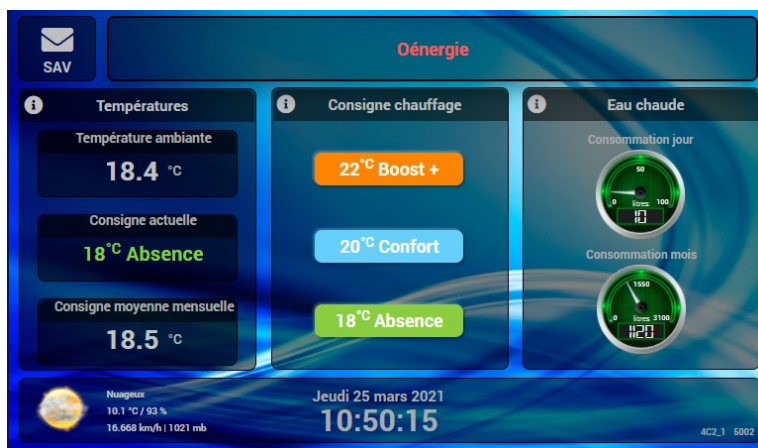 SAV
Oénergie
Températures
Température ambiante
18.4 °C
Consigne actuelle
18°C Absence
Consigne moyenne mensuelle
18.5 °C
Consigne chauffage
22°C Boost +
20°C Confort
18°C Absence
Eau chaude
Consommation jour
50
0 litres 100
10
Consommation mois
1550
0 litres 3100
1120
Nuageux
10.1 °C / 93 %
16.668 km/h | 1021 mb
Jeudi 25 mars 2021
10:50:15
4C2_1 5002